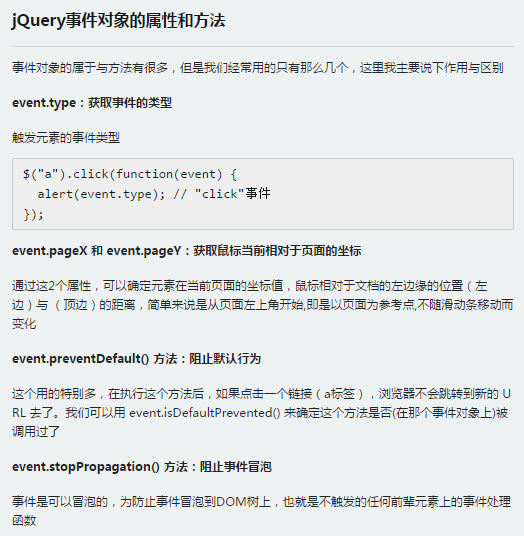 jQuery事件对象的属性和方法
事件对象的属于与方法有很多，但是我们经常用的只有那么几个，这里我主要说下作用与区别
event.type：获取事件的类型
触发元素的事件类型
$("a").click(function(event) {
  alert(event.type); // "click"事件
});
event.pageX 和 event.pageY：获取鼠标当前相对于页面的坐标
通过这2个属性，可以确定元素在当前页面的坐标值，鼠标相对于文档的左边缘的位置（左
边）与 （顶边）的距离，简单来说是从页面左上角开始,即是以页面为参考点,不随滑动条移动而
变化
event.preventDefault() 方法：阻止默认行为
这个用的特别多，在执行这个方法后，如果点击一个链接（a标签），浏览器不会跳转到新的 U
RL 去了。我们可以用 event.isDefaultPrevented() 来确定这个方法是否(在那个事件对象上)被
调用过了
event.stopPropagation() 方法：阻止事件冒泡
事件是可以冒泡的，为防止事件冒泡到DOM树上，也就是不触发的任何前辈元素上的事件处理
函数